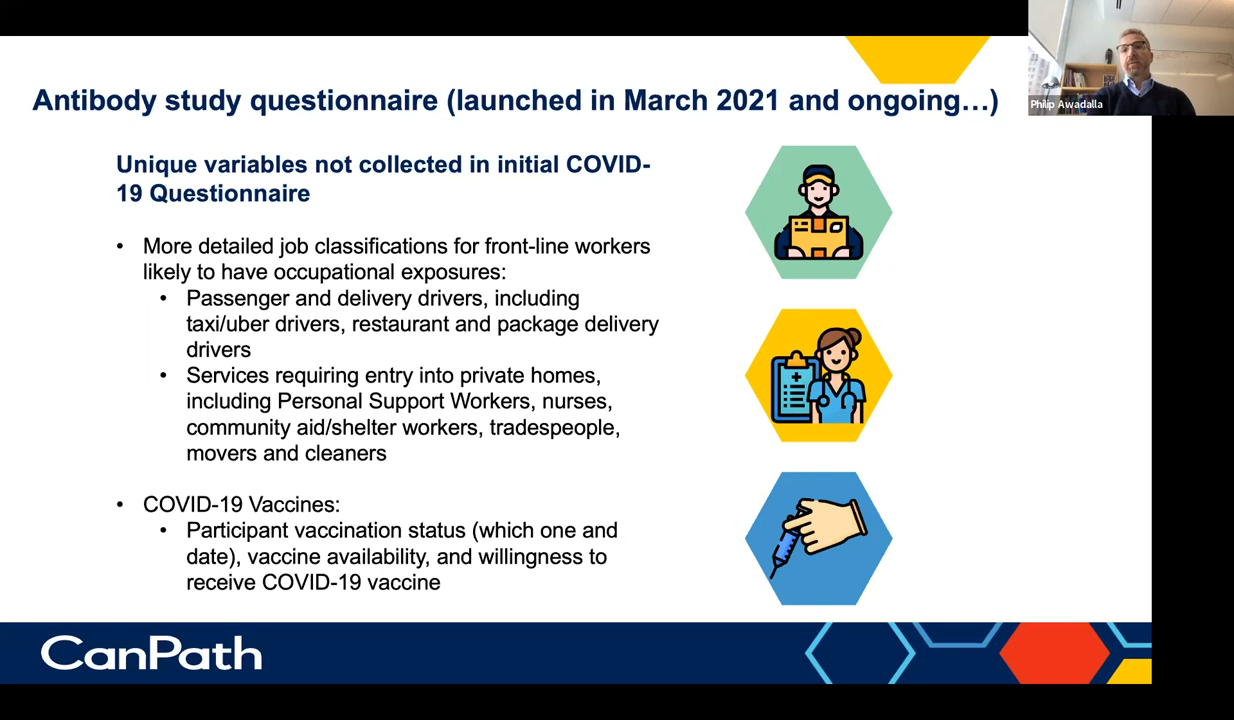 Philip Awadalla
Antibody study questionnaire (launched in March 2021 and ongoing…)
Unique variables not collected in initial COVID-
19 Questionnaire
• More detailed job classifications for front-line workers
likely to have occupational exposures:
• Passenger and delivery drivers, including
taxi/uber drivers, restaurant and package delivery
drivers
• Services requiring entry into private homes,
including Personal Support Workers, nurses,
community aid/shelter workers, tradespeople,
movers and cleaners
• COVID-19 Vaccines:
• Participant vaccination status (which one and
date), vaccine availability, and willingness to
receive COVID-19 vaccine
CanPath